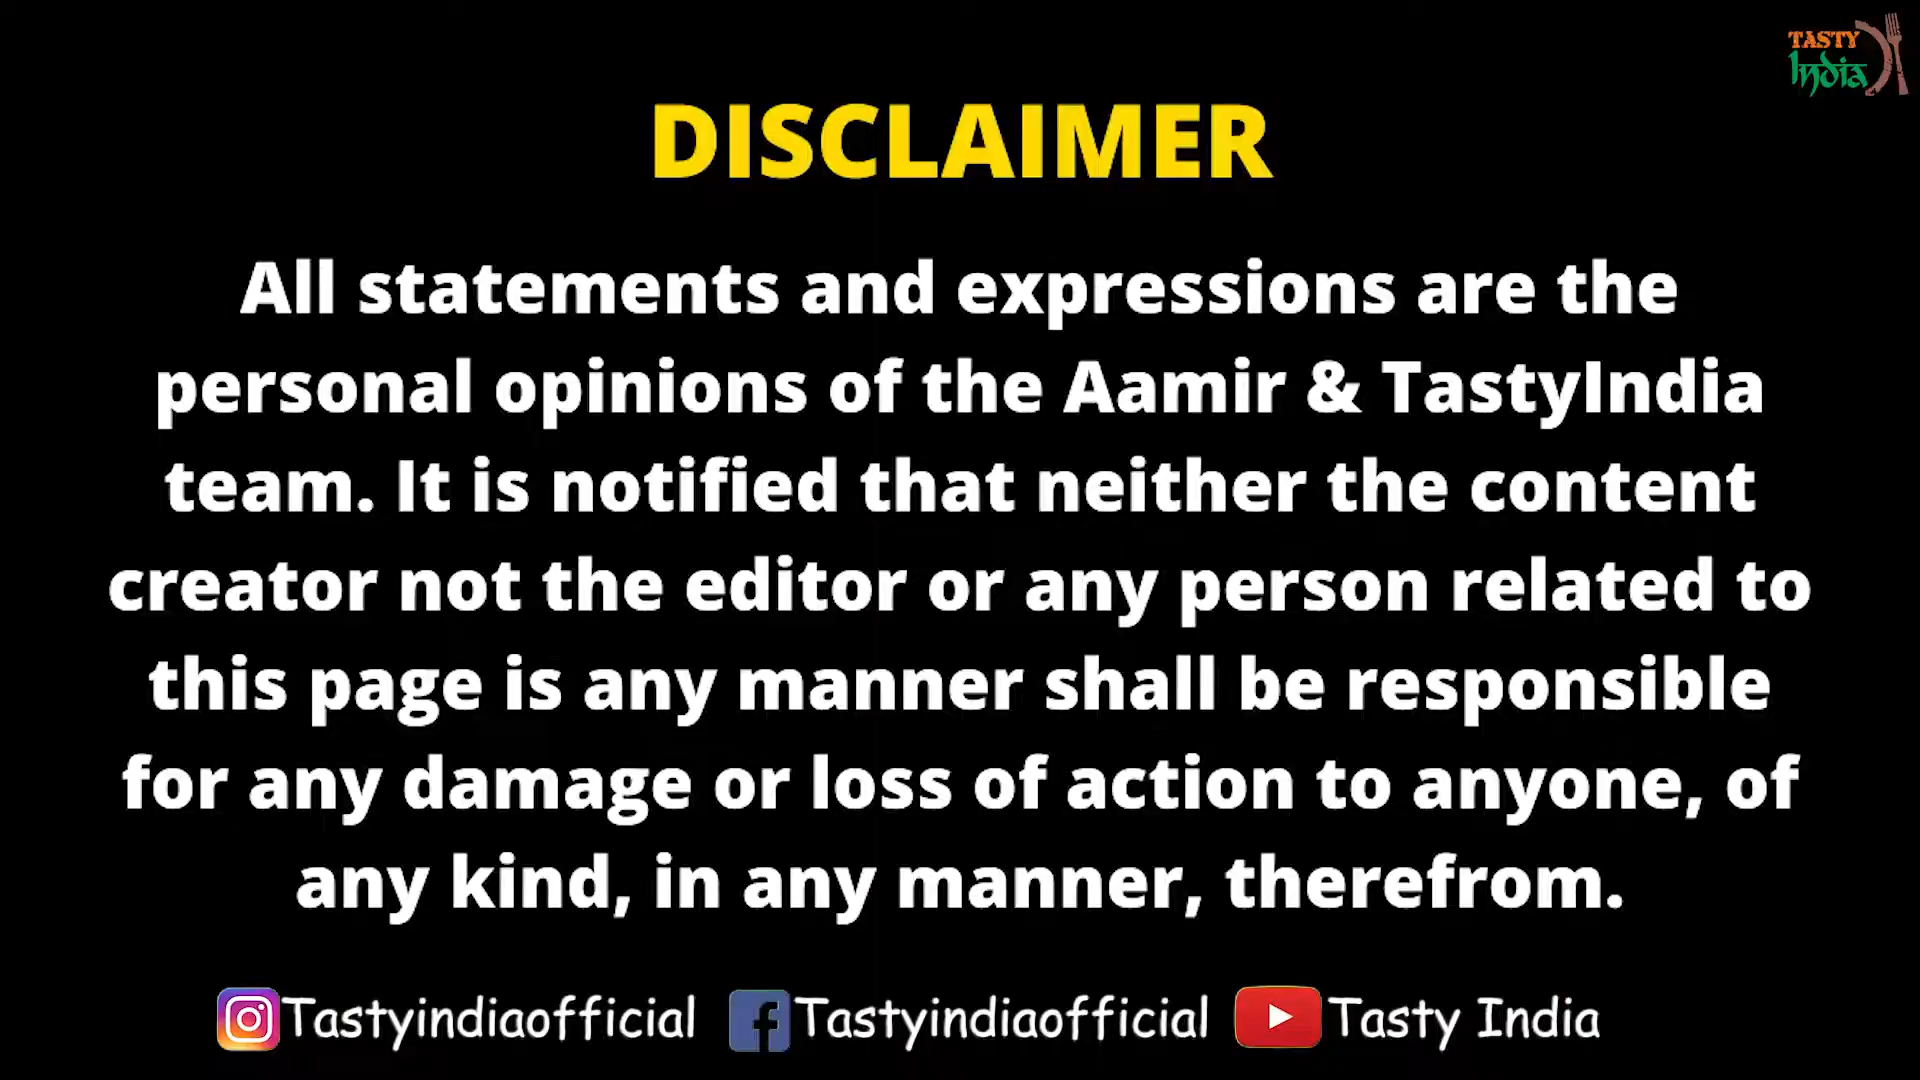 TASTY
India
DISCLAIMER
All statements and expressions are the
personal opinions of the Aamir & TastyIndia
team. It is notified that neither the content
creator not the editor or any person related to
this page is any manner shall be responsible
for any damage or loss of action to anyone, of
any kind, in any manner, therefrom.
Tastyindiaofficial Tastyindiaofficial Tasty India